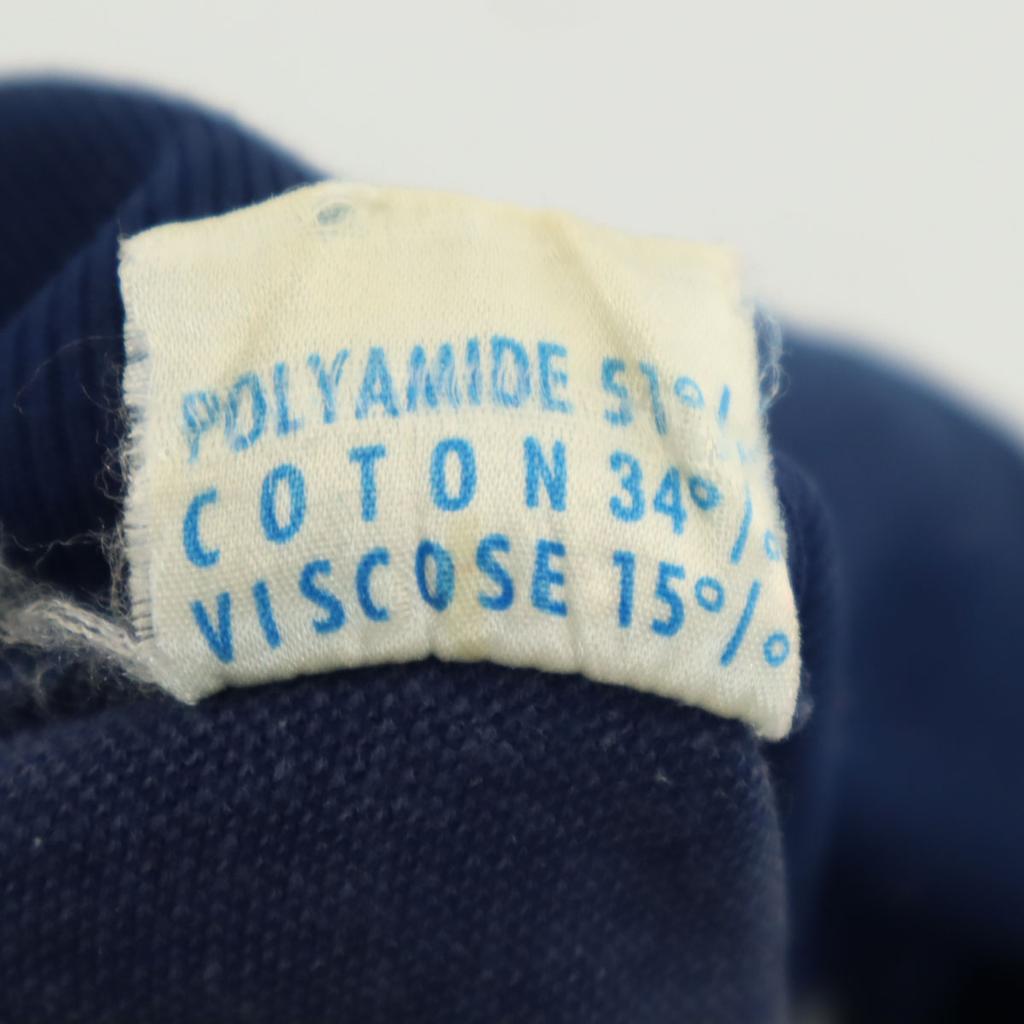 POLYAMIDE 51%
COTON 34%
VISCOSE 15%